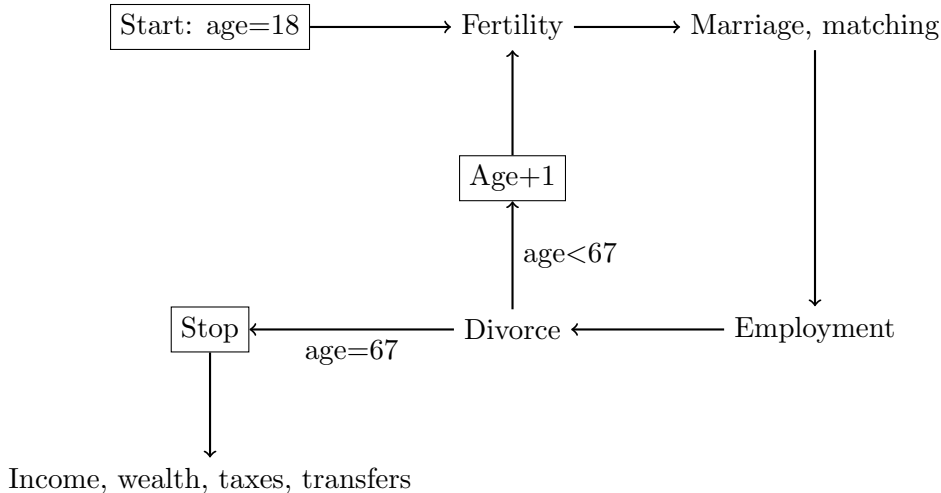 Start: age=18
Fertility
Marriage, matching
Age+1
age<67
Stop
age=67
Divorce
Employment
Income, wealth, taxes, transfers